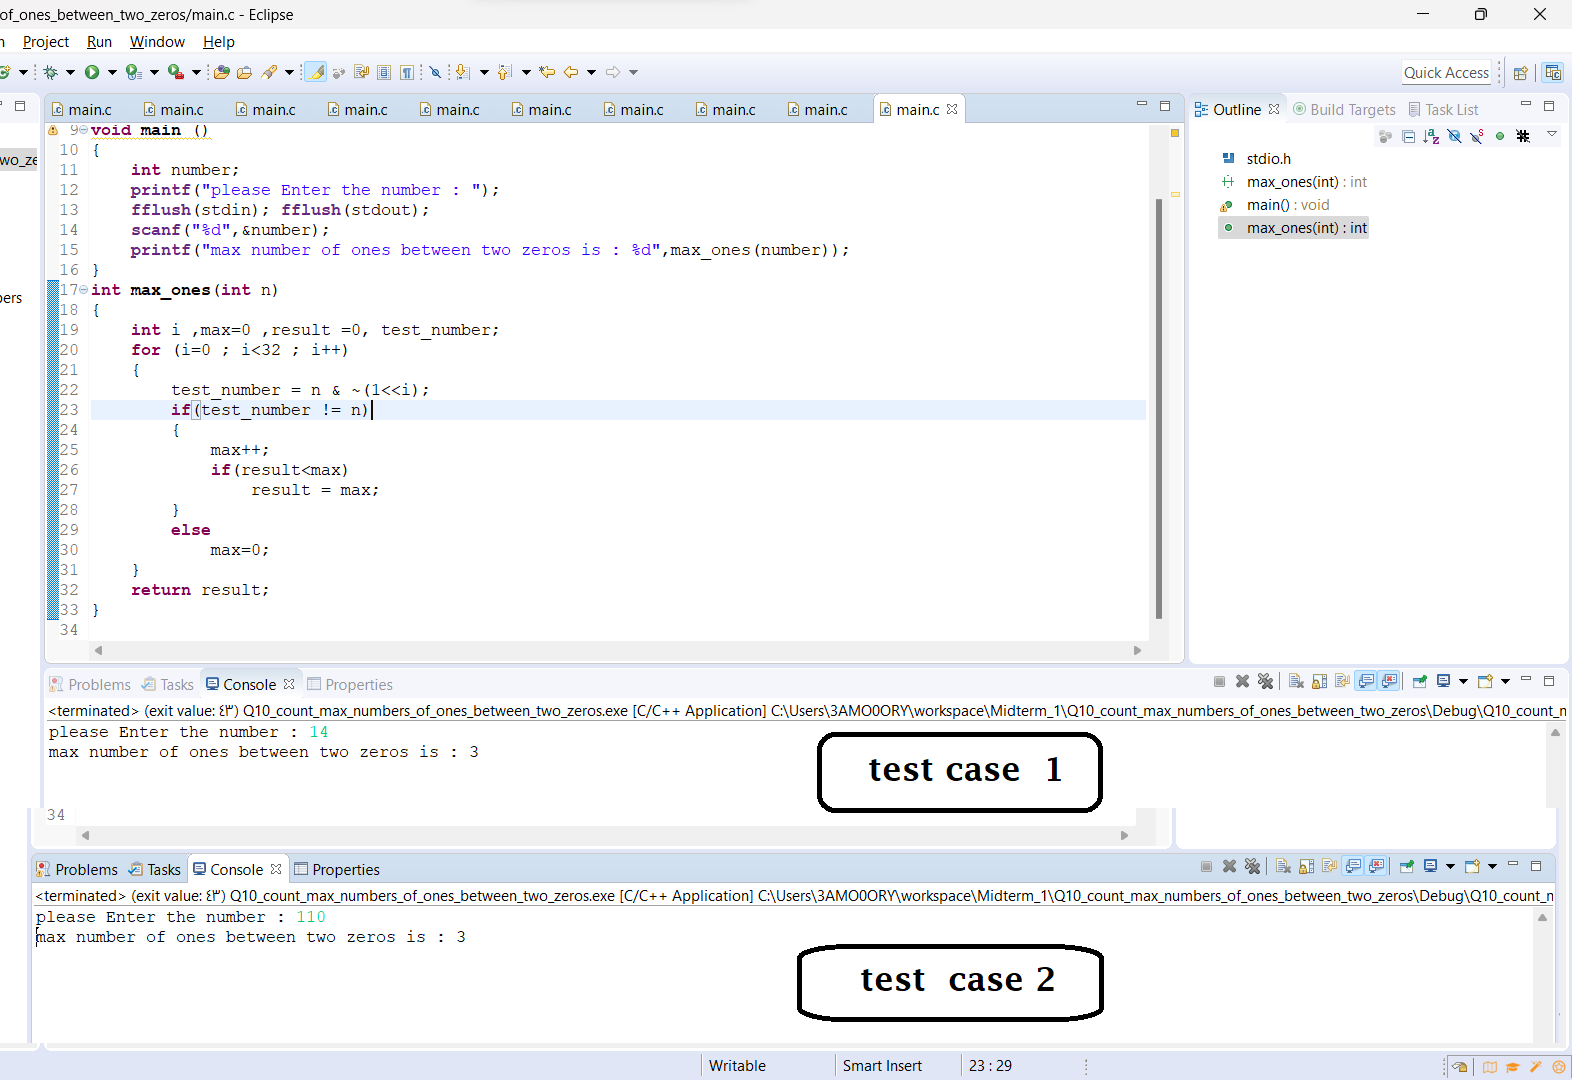 of_ones_between_two_zeros/main.c - Eclipse
Project Run Window Help
Quick Access
main.c main.c main.c main.c main.c main.c main.c main.c main.c main.c
Outline Build Targets Task List
9 void main ()
10 {
11     int number;
12     printf("please Enter the number : ");
13     fflush(stdin); fflush(stdout);
14     scanf("%d",&number);
15     printf("max number of ones between two zeros is : %d",max_ones(number));
16 }
17 int max_ones(int n)
18 {
19     int i ,max=0 ,result =0, test_number;
20     for (i=0 ; i<32 ; i++)
21     {
22         test_number = n & ~(1<<i);
23         if(test_number != n)
24         {
25             max++;
26             if(result<max)
27                 result = max;
28         }
29         else
30             max=0;
31     }
32     return result;
33 }
34
wo_ze
bers
stdio.h
max_ones(int) : int
main() : void
max_ones(int) : int
Problems Tasks Console Properties
<terminated> (exit value: ٤٣) Q10_count_max_numbers_of_ones_between_two_zeros.exe [C/C++ Application] C:\Users\3AMO0ORY\workspace\Midterm_1\Q10_count_max_numbers_of_ones_between_two_zeros\Debug\Q10_count_n
please Enter the number : 14
max number of ones between two zeros is : 3
test case 1
34
Problems Tasks Console Properties
<terminated> (exit value: ٤٣) Q10_count_max_numbers_of_ones_between_two_zeros.exe [C/C++ Application] C:\Users\3AMO0ORY\workspace\Midterm_1\Q10_count_max_numbers_of_ones_between_two_zeros\Debug\Q10_count_n
please Enter the number : 110
max number of ones between two zeros is : 3
test case 2
Writable Smart Insert 23 : 29